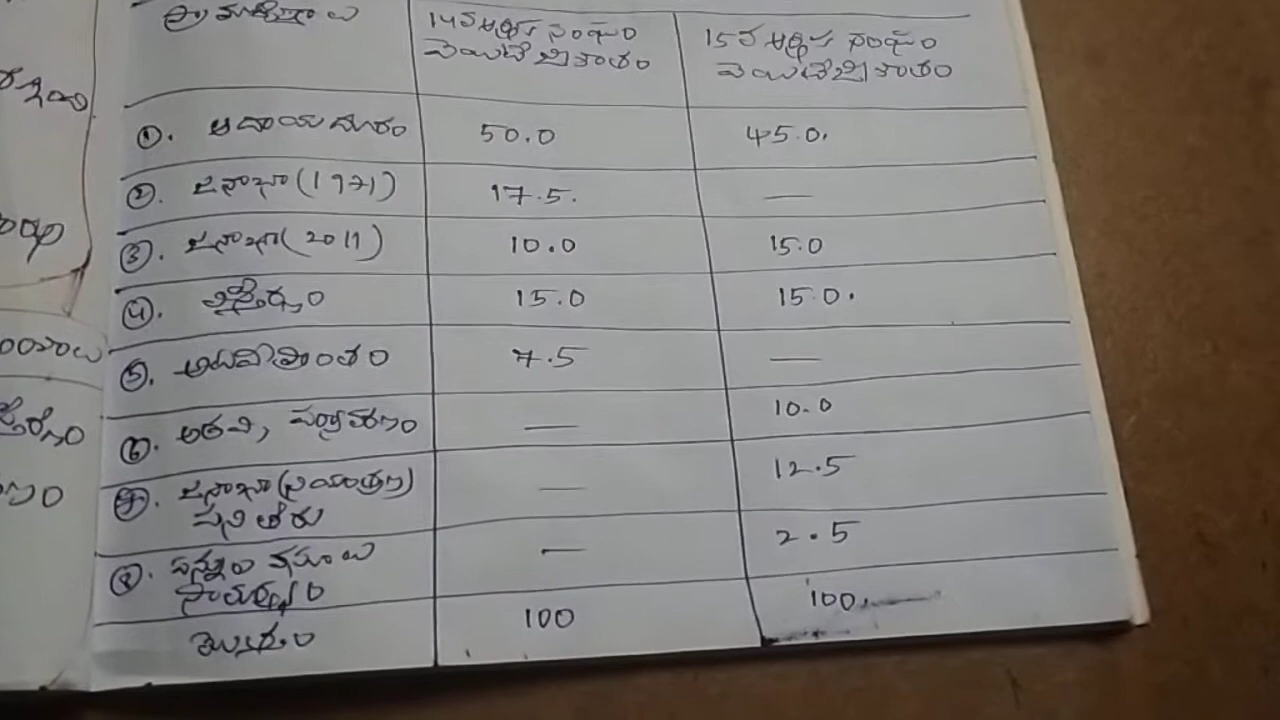 14వ ఆర్థిక సంఘం 15వ ఆర్థిక సంఘం
వెయిటేజి శాతం వెయిటేజి శాతం
①. ఆదాయ దూరం 50.0 45.0.
②. జనాభా (1971) 17.5. —
③. జనాభా (2011) 10.0 15.0
④. విస్తీర్ణం 15.0 15.0.
⑤. 7.5 —
⑥. అడవి, పర్యావరణం — 10.0
⑦. జనాభా (నియంత్రణ) — 12.5
పనితీరు
⑧. పన్నుల వసూలు — 2.5
సామర్థ్యం
మొత్తం 100 100.